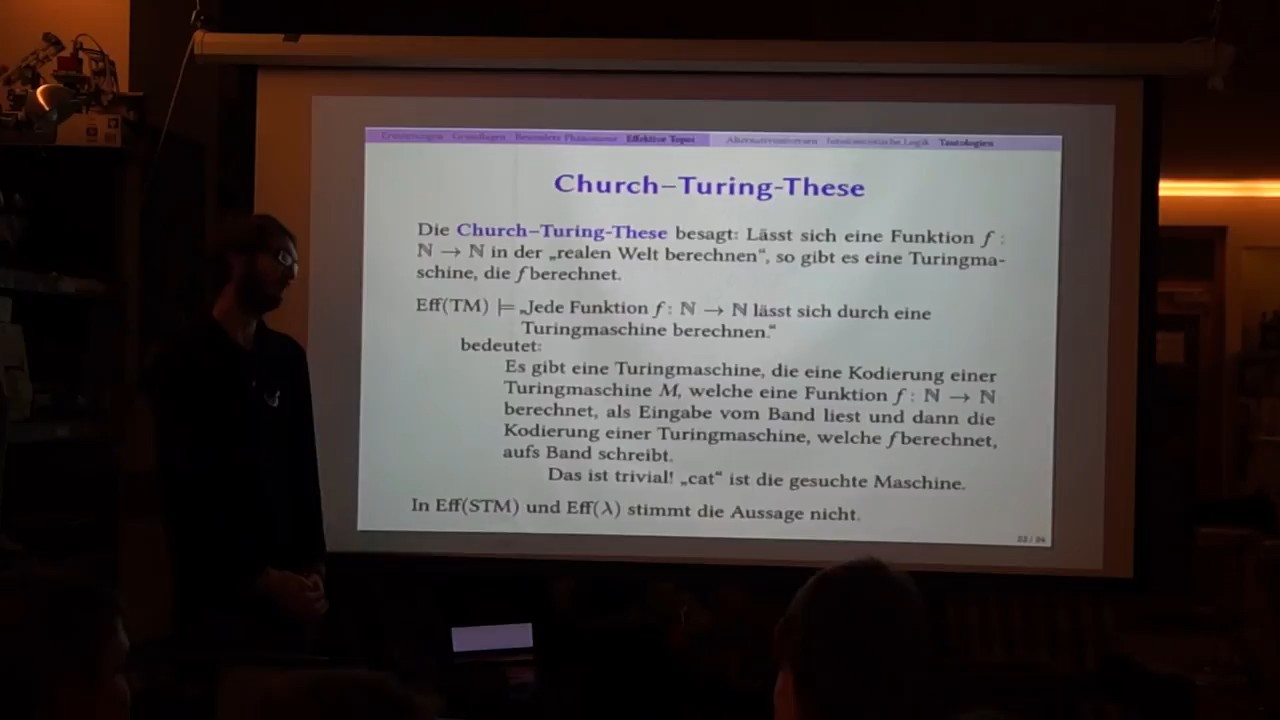 Erinnerungen Grundlagen Besondere Phänomene Effektive Topoi Alternativuniversen Intuitionistische Logik Tautologien
Church–Turing-These
Die Church–Turing-These besagt: Lässt sich eine Funktion f :
ℕ → ℕ in der „realen Welt berechnen“, so gibt es eine Turingma-
schine, die f berechnet.
Eff(TM) ⊨ „Jede Funktion f : ℕ → ℕ lässt sich durch eine
Turingmaschine berechnen.“
bedeutet:
Es gibt eine Turingmaschine, die eine Kodierung einer
Turingmaschine M, welche eine Funktion f : ℕ → ℕ
berechnet, als Eingabe vom Band liest und dann die
Kodierung einer Turingmaschine, welche f berechnet,
aufs Band schreibt.
Das ist trivial! „cat“ ist die gesuchte Maschine.
In Eff(STM) und Eff(λ) stimmt die Aussage nicht.